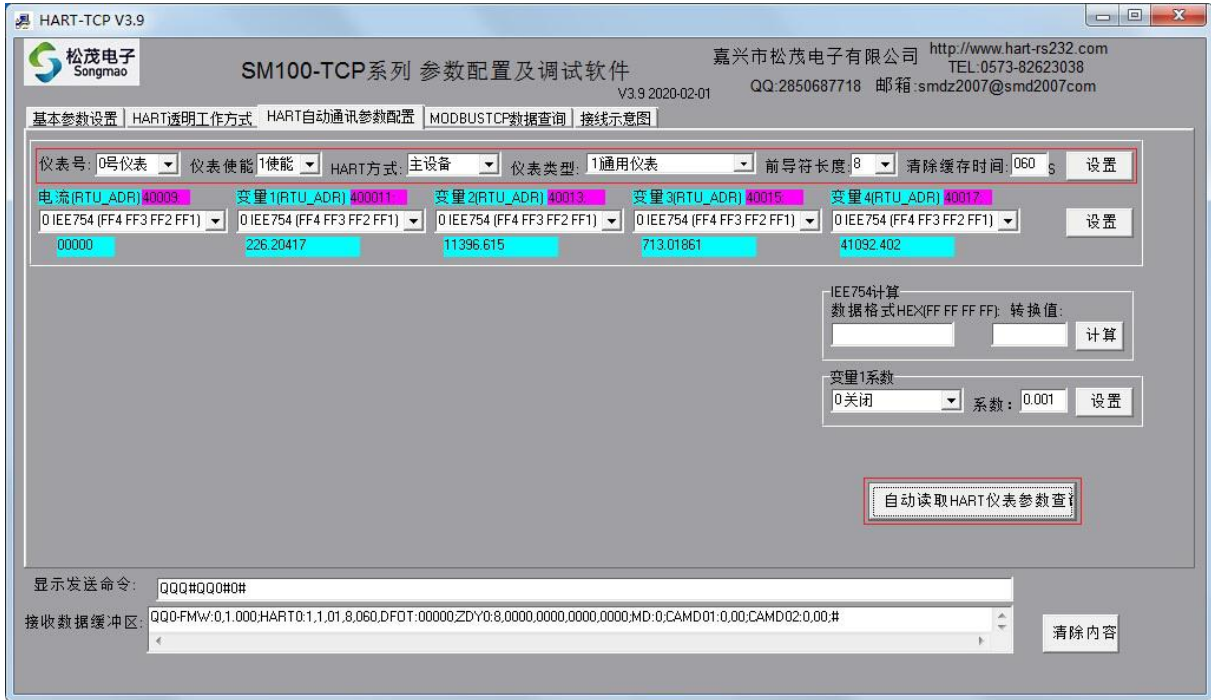 HART-TCP V3.9
松茂电子
Songmao
SM100-TCP系列 参数配置及调试软件
V3.9 2020-02-01
嘉兴市松茂电子有限公司 http://www.hart-rs232.com
TEL:0573-82623038
QQ:2850687718 邮箱:smdz2007@smd2007com
基本参数设置 HART透明工作方式 HART自动通讯参数配置 MODBUSTCP数据查询 接线示意图
仪表号: 0号仪表 仪表使能 1使能 HART方式: 主设备 仪表类型: 1通用仪表 前导符长度: 8 清除缓存时间: 060 s 设置
电流(RTU_ADR) 40009: 变量1(RTU_ADR) 400011: 变量2(RTU_ADR) 40013: 变量3(RTU_ADR) 40015: 变量4(RTU_ADR) 40017:
0 IEE754 (FF4 FF3 FF2 FF1) 0 IEE754 (FF4 FF3 FF2 FF1) 0 IEE754 (FF4 FF3 FF2 FF1) 0 IEE754 (FF4 FF3 FF2 FF1) 0 IEE754 (FF4 FF3 FF2 FF1) 设置
00000 226.20417 11396.615 713.01861 41092.402
IEE754计算
数据格式HEX(FF FF FF FF): 转换值:
计算
变量1系数
0关闭 系数: 0.001 设置
自动读取HART仪表参数查
显示发送命令: QQQ#QQ0#0#
接收数据缓冲区: QQ0-FMW:0,1.000;HART0:1,1,01,8,060,DFOT:00000,ZDY0:8,0000,0000,0000,0000;MD:0;CAMD01:0,00;CAMD02:0,00;#
清除内容